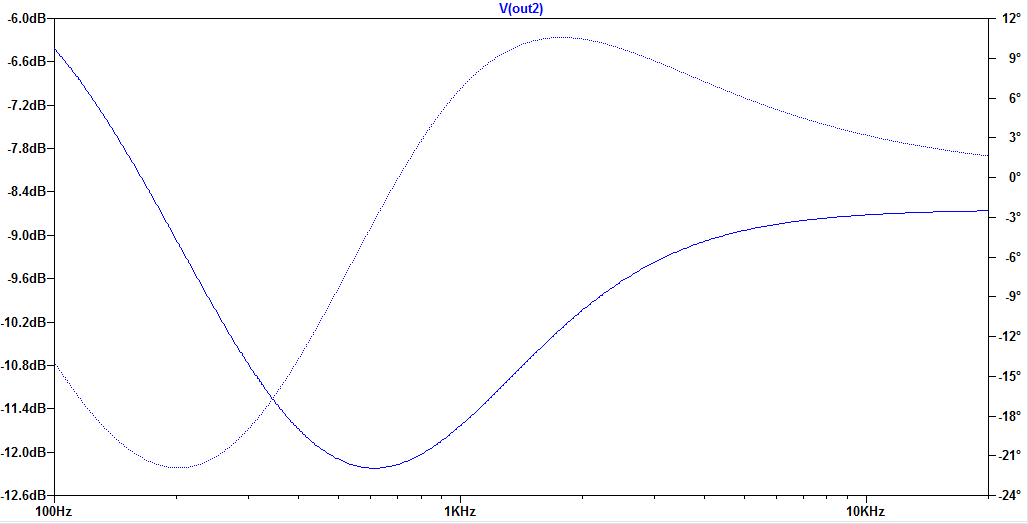 V(out2)
-6.0dB 12°
-6.6dB 9°
-7.2dB 6°
-7.8dB 3°
-8.4dB 0°
-9.0dB -3°
-9.6dB -6°
-10.2dB -9°
-10.8dB -12°
-11.4dB -15°
-12.0dB -18°
-12.6dB -21°
-24°
100Hz 1KHz 10KHz